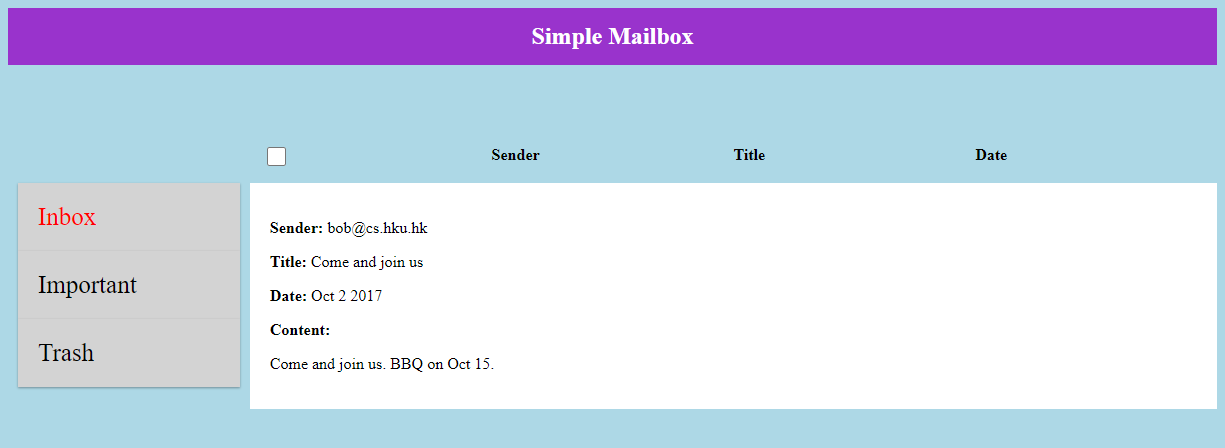 Simple Mailbox
Sender Title Date
Inbox
Important
Trash
Sender: bob@cs.hku.hk
Title: Come and join us
Date: Oct 2 2017
Content:
Come and join us. BBQ on Oct 15.